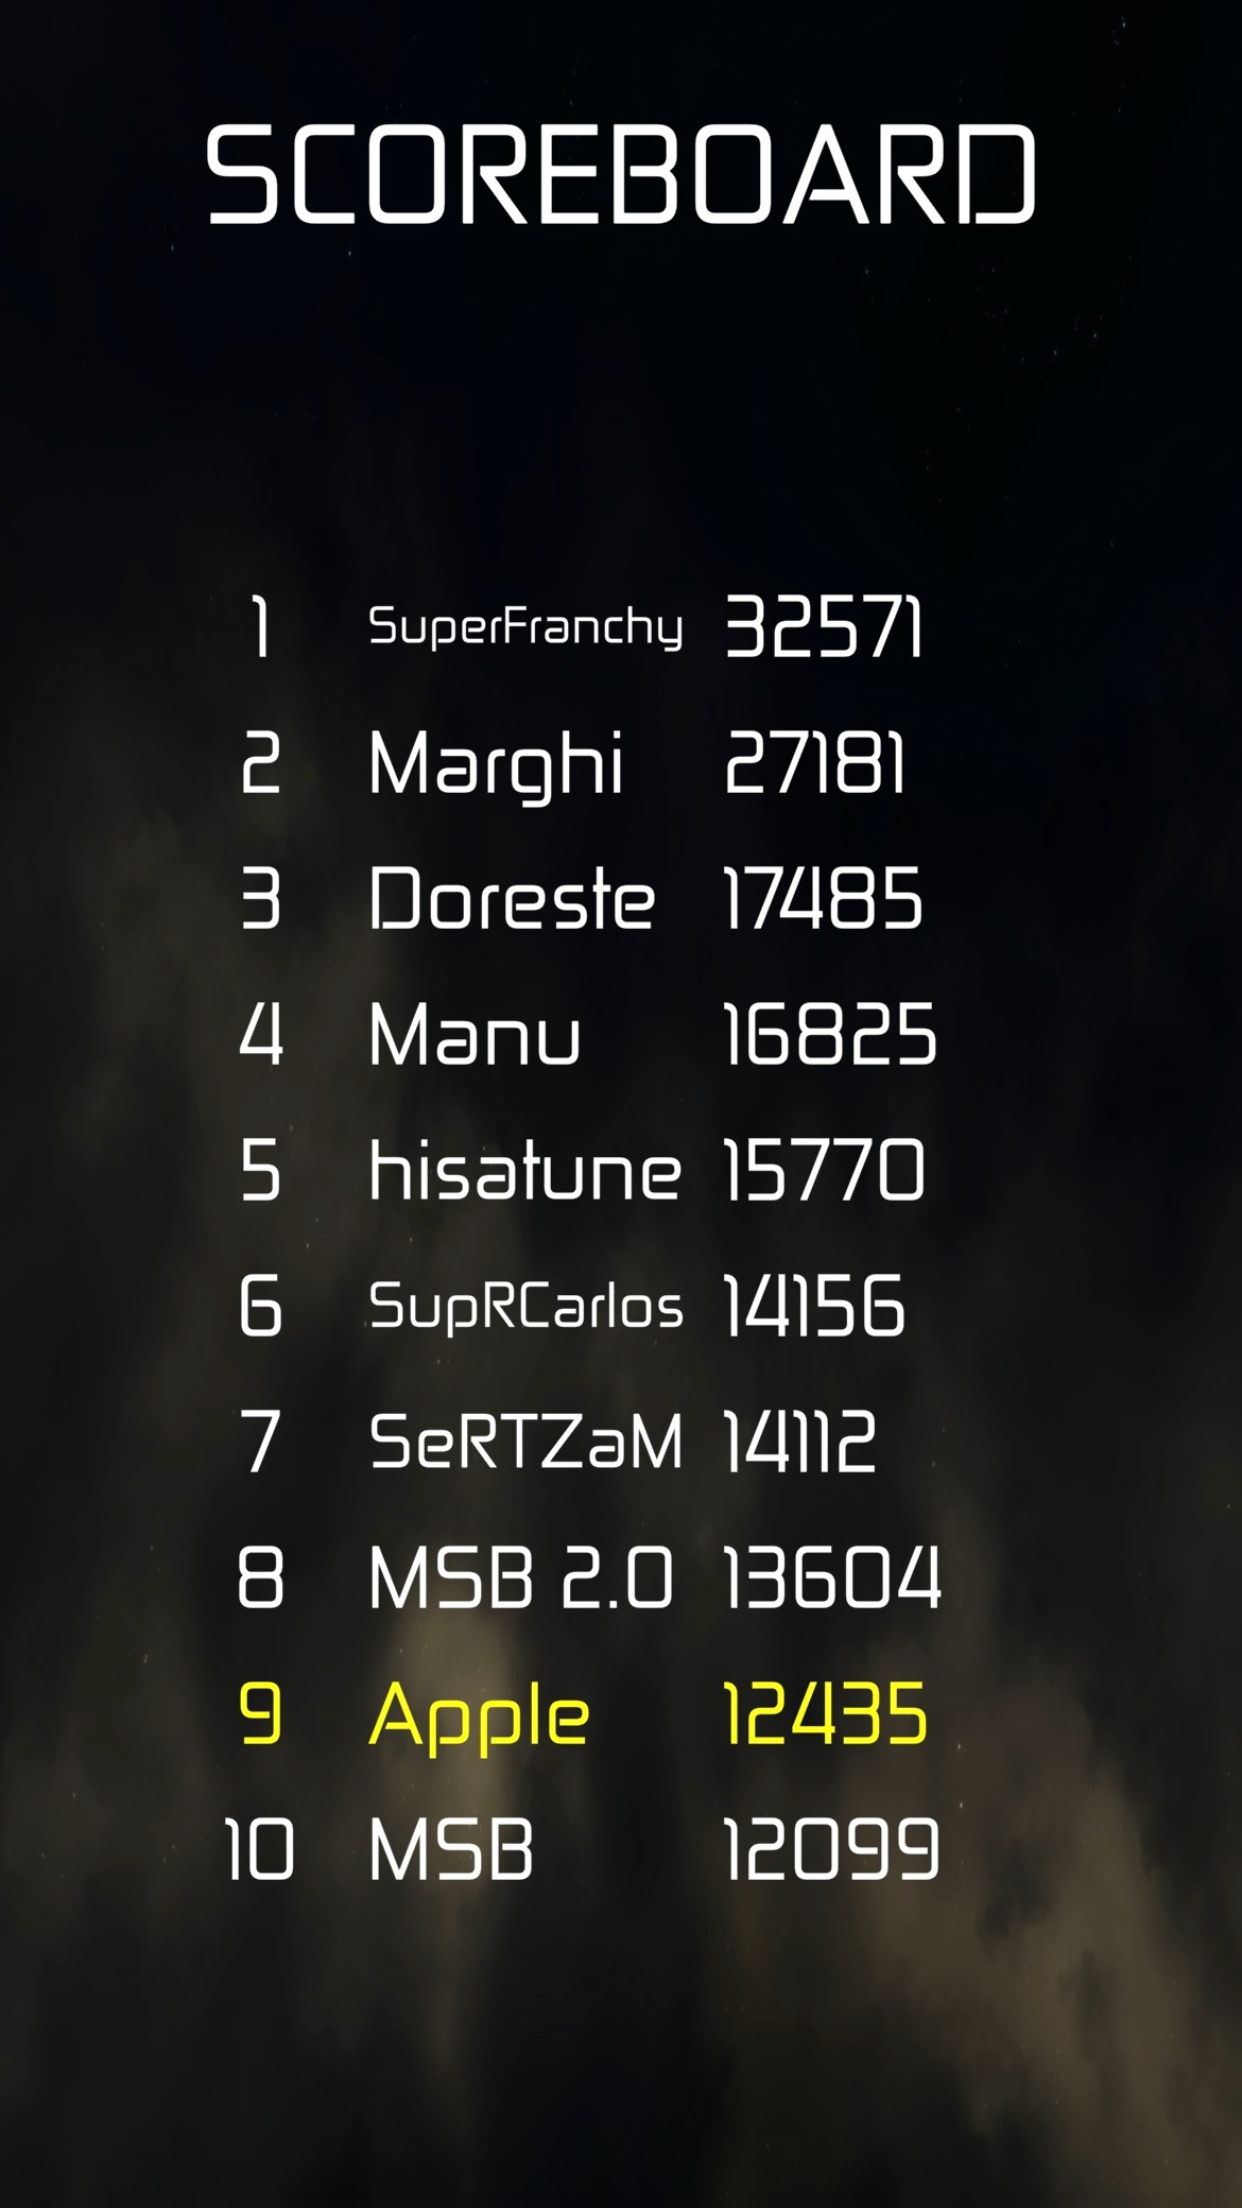 SCOREBOARD
1 SuperFranchy 32571
2 Marghi 27181
3 Doreste 17485
4 Manu 16825
5 hisatune 15770
6 SupRCarlos 14156
7 SeRTZaM 14112
8 MSB 2.0 13604
9 Apple 12435
10 MSB 12099